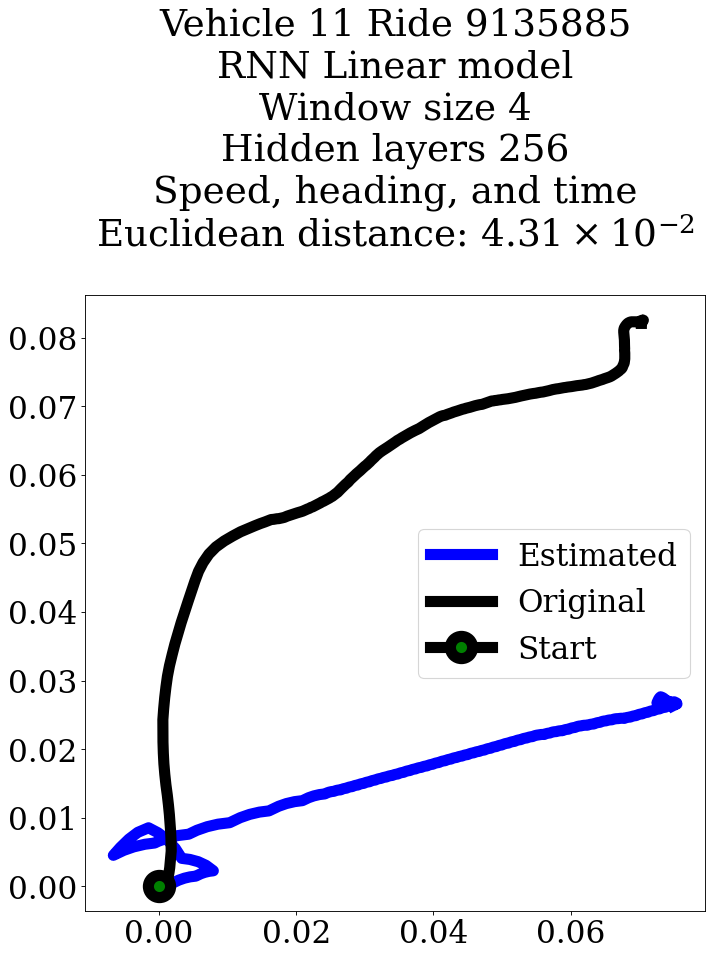 Vehicle 11 Ride 9135885
RNN Linear model
Window size 4
Hidden layers 256
Speed, heading, and time
Euclidean distance: 4.31 × 10⁻²
0.08
0.07
0.06
0.05
0.04
0.03
0.02
0.01
0.00
Estimated
Original
Start
0.00 0.02 0.04 0.06